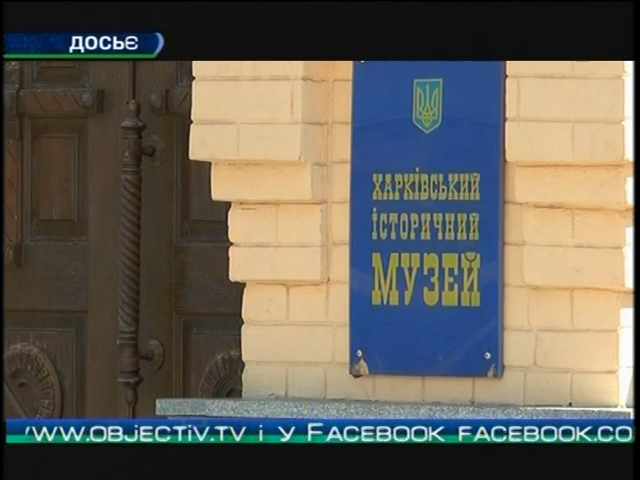 ДОСЬЄ
ХАРКІВСЬКИЙ
ІСТОРИЧНИЙ
МУЗЕЙ
WWW.OBJECTIV.TV і у FACEBOOK FACEBOOK.CO